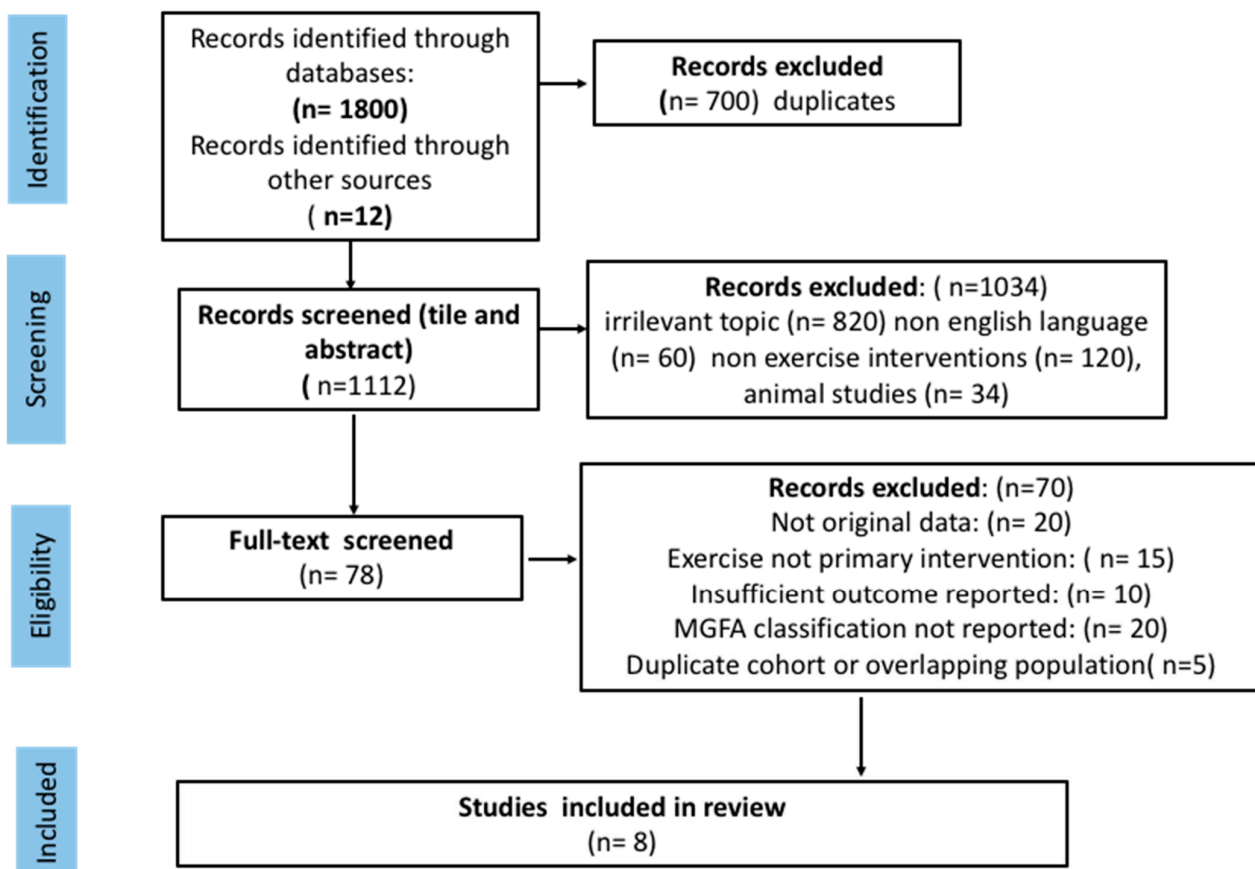 Identification
Records identified through
databases:
(n= 1800)
Records identified through
other sources
( n=12)
Records excluded
(n= 700)  duplicates
Screening
Records screened (tile and
abstract)
( n=1112)
Records excluded: ( n=1034)
irrilevant topic (n= 820) non english language
(n= 60)  non exercise interventions (n= 120),
animal studies (n= 34)
Eligibility
Full-text  screened
(n= 78)
Records excluded: (n=70)
Not original data: (n= 20)
Exercise not primary intervention: ( n= 15)
Insufficient outcome reported: (n= 10)
MGFA classification not reported: (n= 20)
Duplicate cohort or overlapping population( n=5)
Included
Studies  included in review
(n= 8)